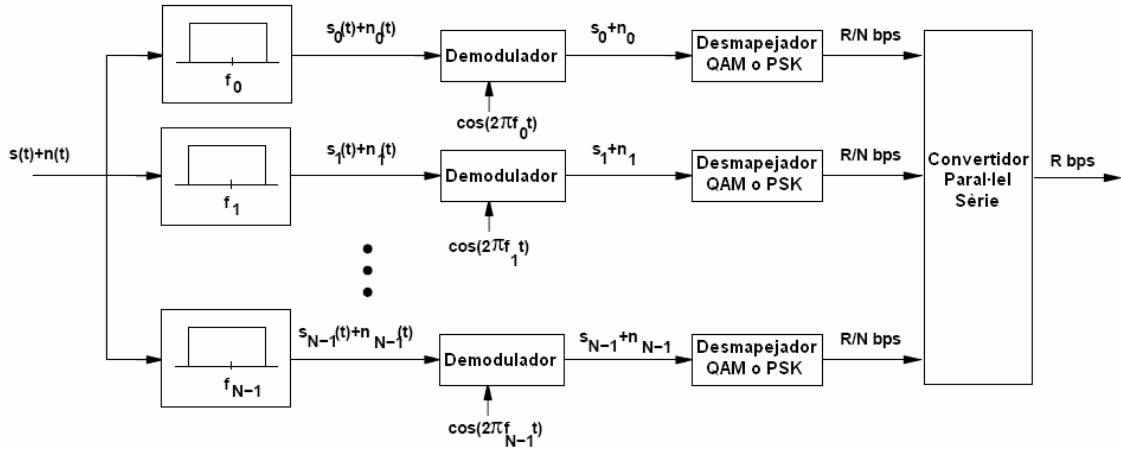 s(t)+n(t)
f0
s0(t)+n0(t)
Demodulador
cos(2πf0t)
s0+n0
Desmapejador
QAM o PSK
R/N bps
f1
s1(t)+n1(t)
Demodulador
cos(2πf1t)
s1+n1
Desmapejador
QAM o PSK
R/N bps
fN−1
sN−1(t)+nN−1(t)
Demodulador
cos(2πfN−1t)
sN−1+nN−1
Desmapejador
QAM o PSK
R/N bps
Convertidor
Paral·lel
Sèrie
R bps